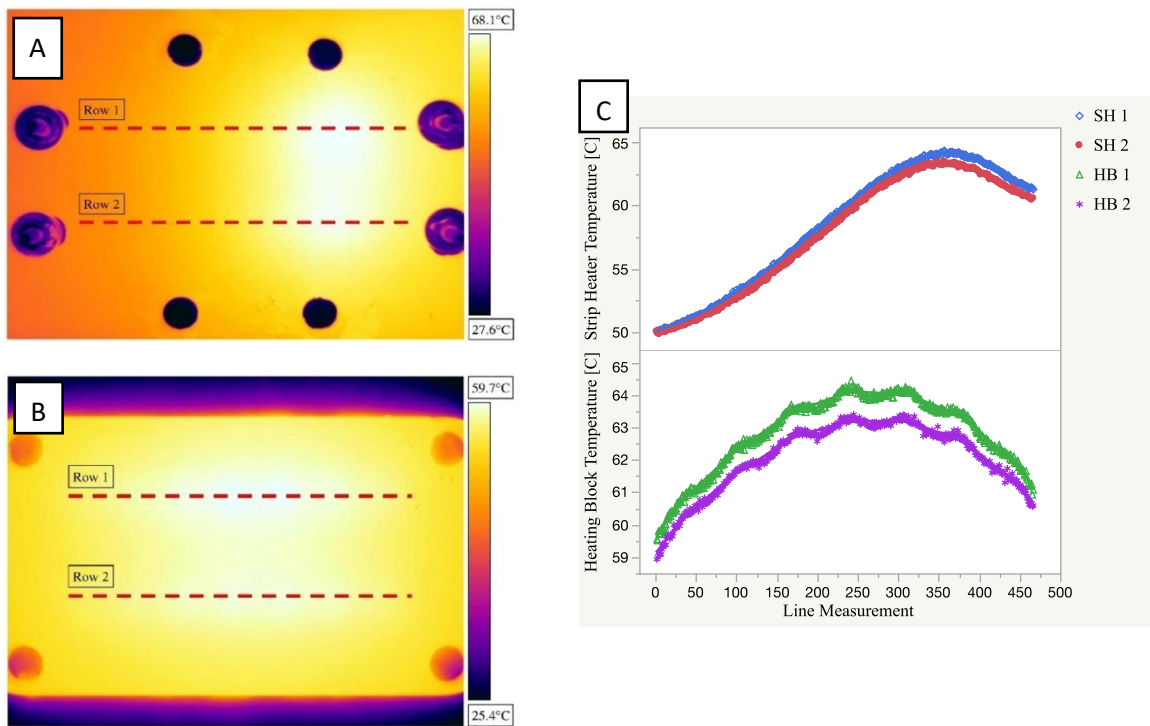 A
68.1°C
Row 1
Row 2
27.6°C
B
59.7°C
Row 1
Row 2
25.4°C
C
SH 1
SH 2
HB 1
HB 2
Strip Heater Temperature [C]
65
60
55
50
Heating Block Temperature [C]
65
64
63
62
61
60
59
0 50 100 150 200 250 300 350 400 450 500
Line Measurement